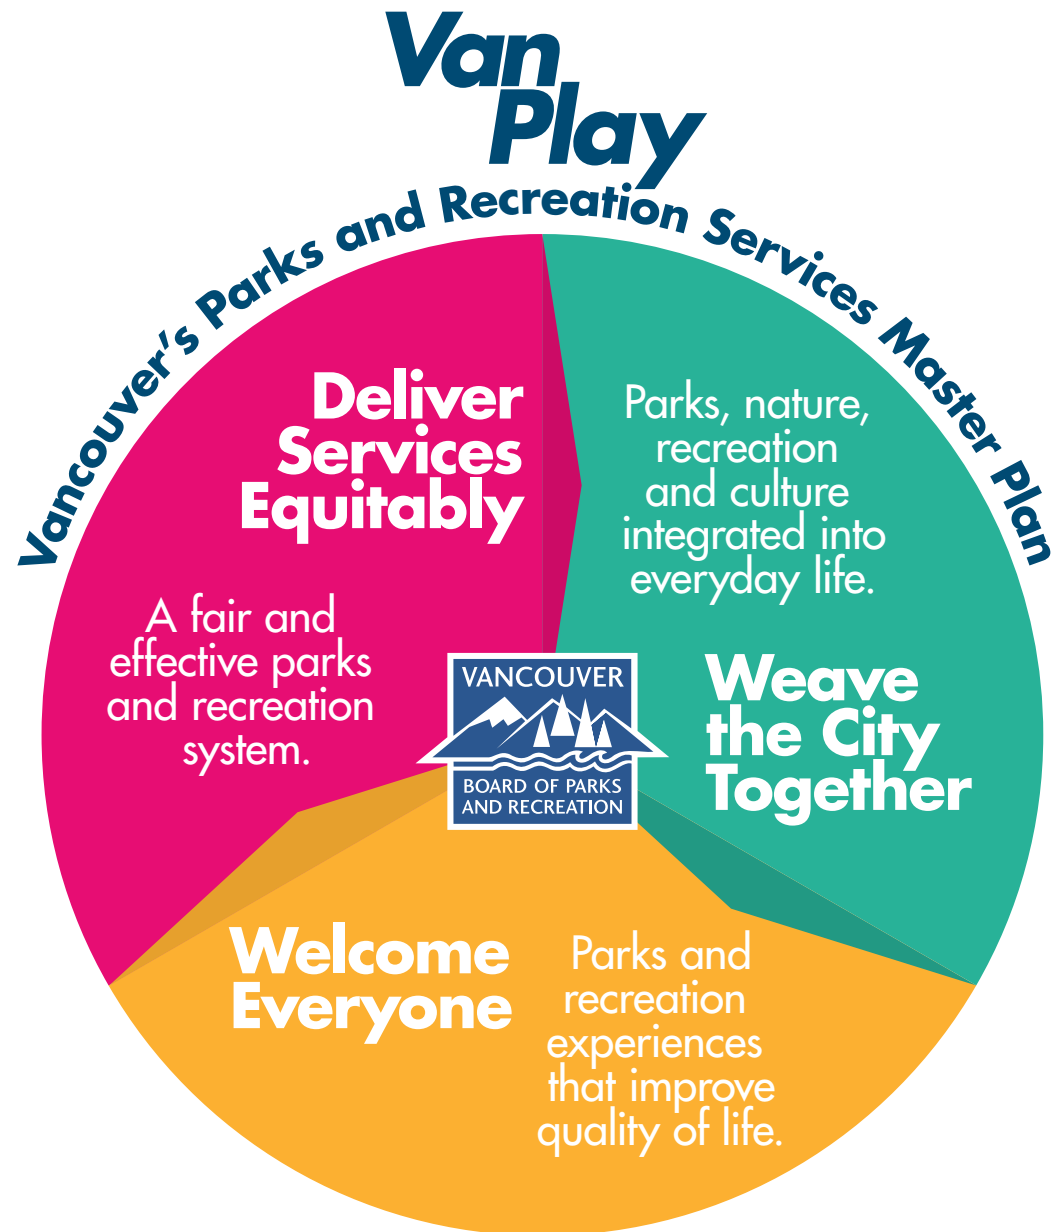 Van
Play
Vancouver's Parks and Recreation Services Master Plan
Deliver
Services
Equitably
A fair and
effective parks
and recreation
system.
Parks, nature,
recreation
and culture
integrated into
everyday life.
Weave
the City
Together
VANCOUVER
BOARD OF PARKS
AND RECREATION
Welcome
Everyone
Parks and
recreation
experiences
that improve
quality of life.